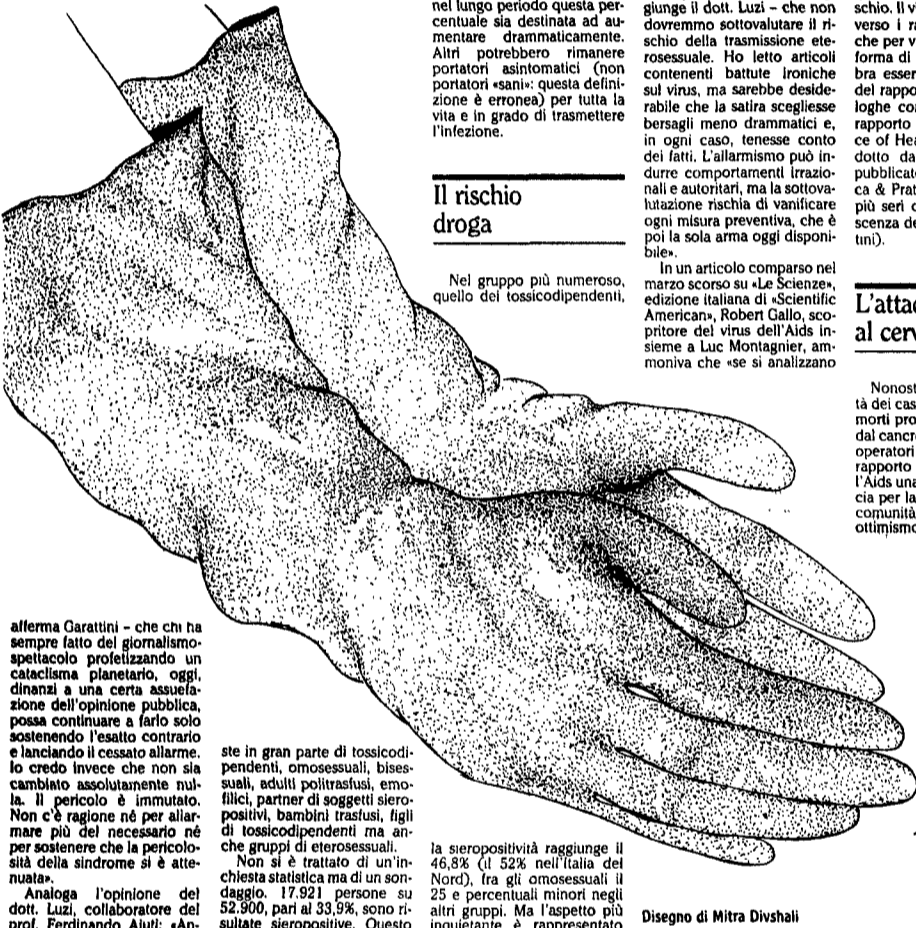 afferma Garattini – che chi ha
sempre fatto del giornalismo-
spettacolo profetizzando un
cataclisma planetario, oggi,
dinanzi a una certa assuefa-
zione dell'opinione pubblica,
possa continuare a farlo solo
sostenendo l'esatto contrario
e lanciando il cessato allarme.
Io credo invece che non sia
cambiato assolutamente nul-
la. Il pericolo è immutato.
Non c'è ragione né per allar-
mare più del necessario né
per sostenere che la pericolo-
sità della sindrome si è atte-
nuata».
Analoga l'opinione del
dott. Luzi, collaboratore del
prof. Ferdinando Aiuti: «An-
ste in gran parte di tossicodi-
pendenti, omosessuali, bises-
suali, adulti politrasfusi, emo-
filici, partner di soggetti siero-
positivi, bambini trasfusi, figli
di tossicodipendenti ma an-
che gruppi di eterosessuali.
Non si è trattato di un'in-
chiesta statistica ma di un son-
daggio. 17.921 persone su
52.900, pari al 33,9%, sono ri-
sultate sieropositive. Questo
nel lungo periodo questa per-
centuale sia destinata ad au-
mentare drammaticamente.
Altri potrebbero rimanere
portatori asintomatici (non
portatori «sani»: questa defini-
zione è erronea) per tutta la
vita e in grado di trasmettere
l'infezione.
Il rischio
droga
Nel gruppo più numeroso,
quello dei tossicodipendenti,
la sieropositività raggiunge il
46,8% (il 52% nell'Italia del
Nord), fra gli omosessuali il
25 e percentuali minori negli
altri gruppi. Ma l'aspetto più
inquietante è rappresentato
giunge il dott. Luzi – che non
dovremmo sottovalutare il ri-
schio della trasmissione ete-
rosessuale. Ho letto articoli
contenenti battute ironiche
sul virus, ma sarebbe deside-
rabile che la satira scegliesse
bersagli meno drammatici e,
in ogni caso, tenesse conto
dei fatti. L'allarmismo può in-
durre comportamenti irrazio-
nali e autoritari, ma la sottova-
lutazione rischia di vanificare
ogni misura preventiva, che è
poi la sola arma oggi disponi-
bile».
In un articolo comparso nel
marzo scorso su «Le Scienze»,
edizione italiana di «Scientific
American», Robert Gallo, sco-
pritore del virus dell'Aids in-
sieme a Luc Montagnier, am-
moniva che «se si analizzano
Disegno di Mitra Divshali
schio. Il v
verso i ra
che per v
forma di
bra esser
del rappo
loghe co
rapporto
ce of Hea
dotto da
pubblicato
ca & Prat
più seri c
scenza de
tini).
L'attac
al cerv
Nonost
tà dei cas
morti pro
dal cancr
operatori
rapporto
l'Aids una
cia per la
comunità
ottimismo